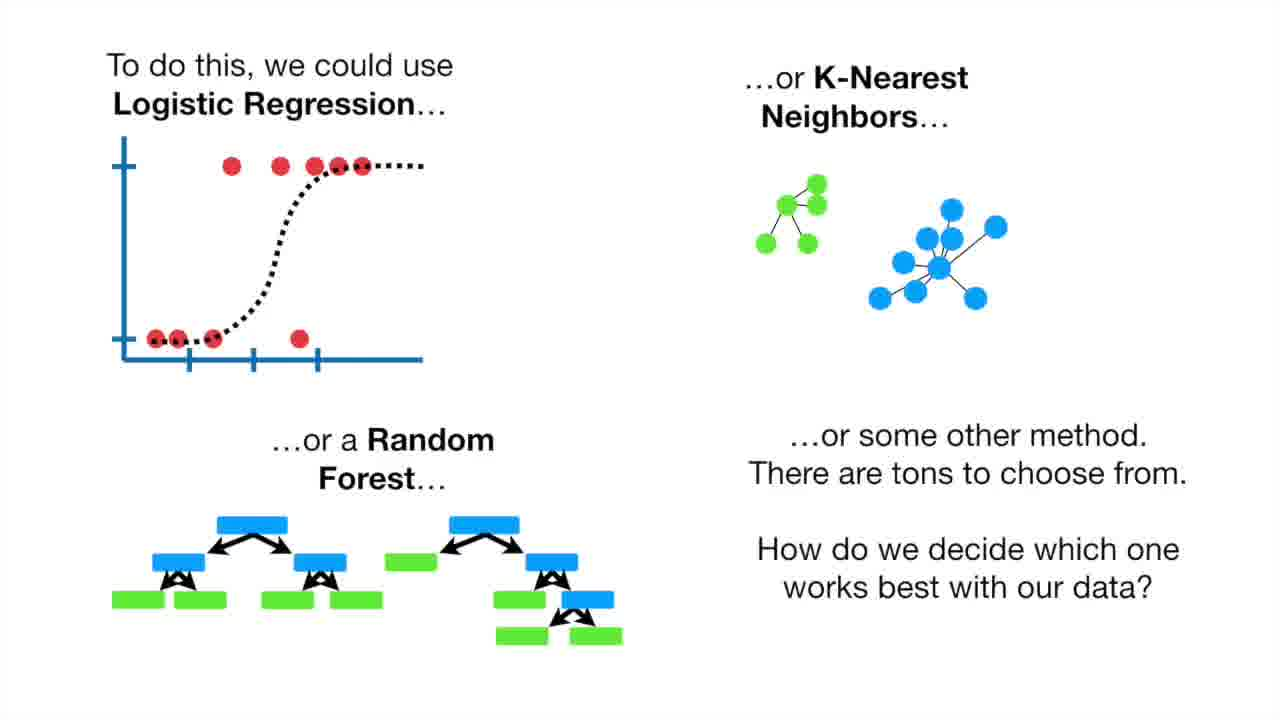 To do this, we could use
Logistic Regression…
…or K-Nearest
Neighbors…
…or a Random
Forest…
…or some other method.
There are tons to choose from.
How do we decide which one
works best with our data?